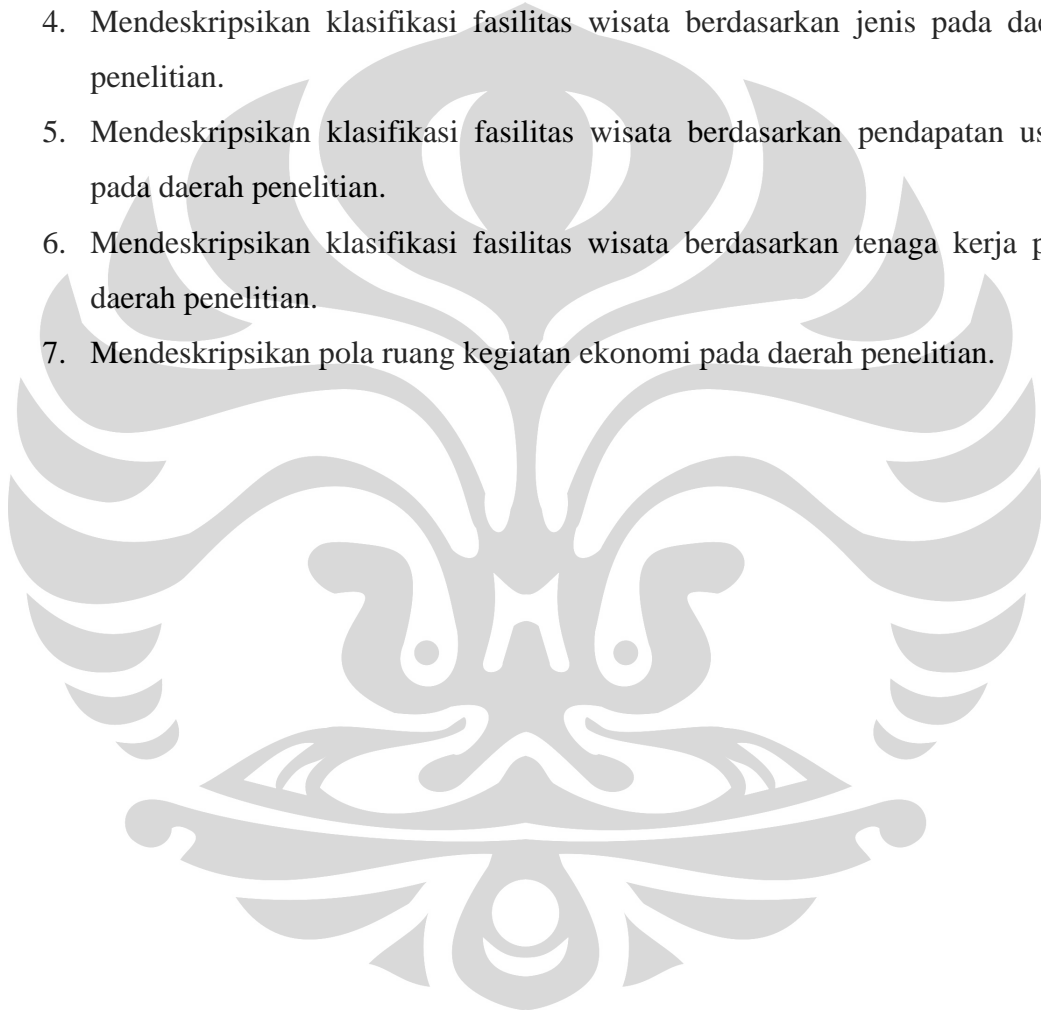 4. Mendeskripsikan klasifikasi fasilitas wisata berdasarkan jenis pada
penelitian.
5. Mendeskripsikan klasifikasi fasilitas wisata berdasarkan pendapatan
pada daerah penelitian.
6. Mendeskripsikan klasifikasi fasilitas wisata berdasarkan tenaga kerja
daerah penelitian.
7. Mendeskripsikan pola ruang kegiatan ekonomi pada daerah penelitian.